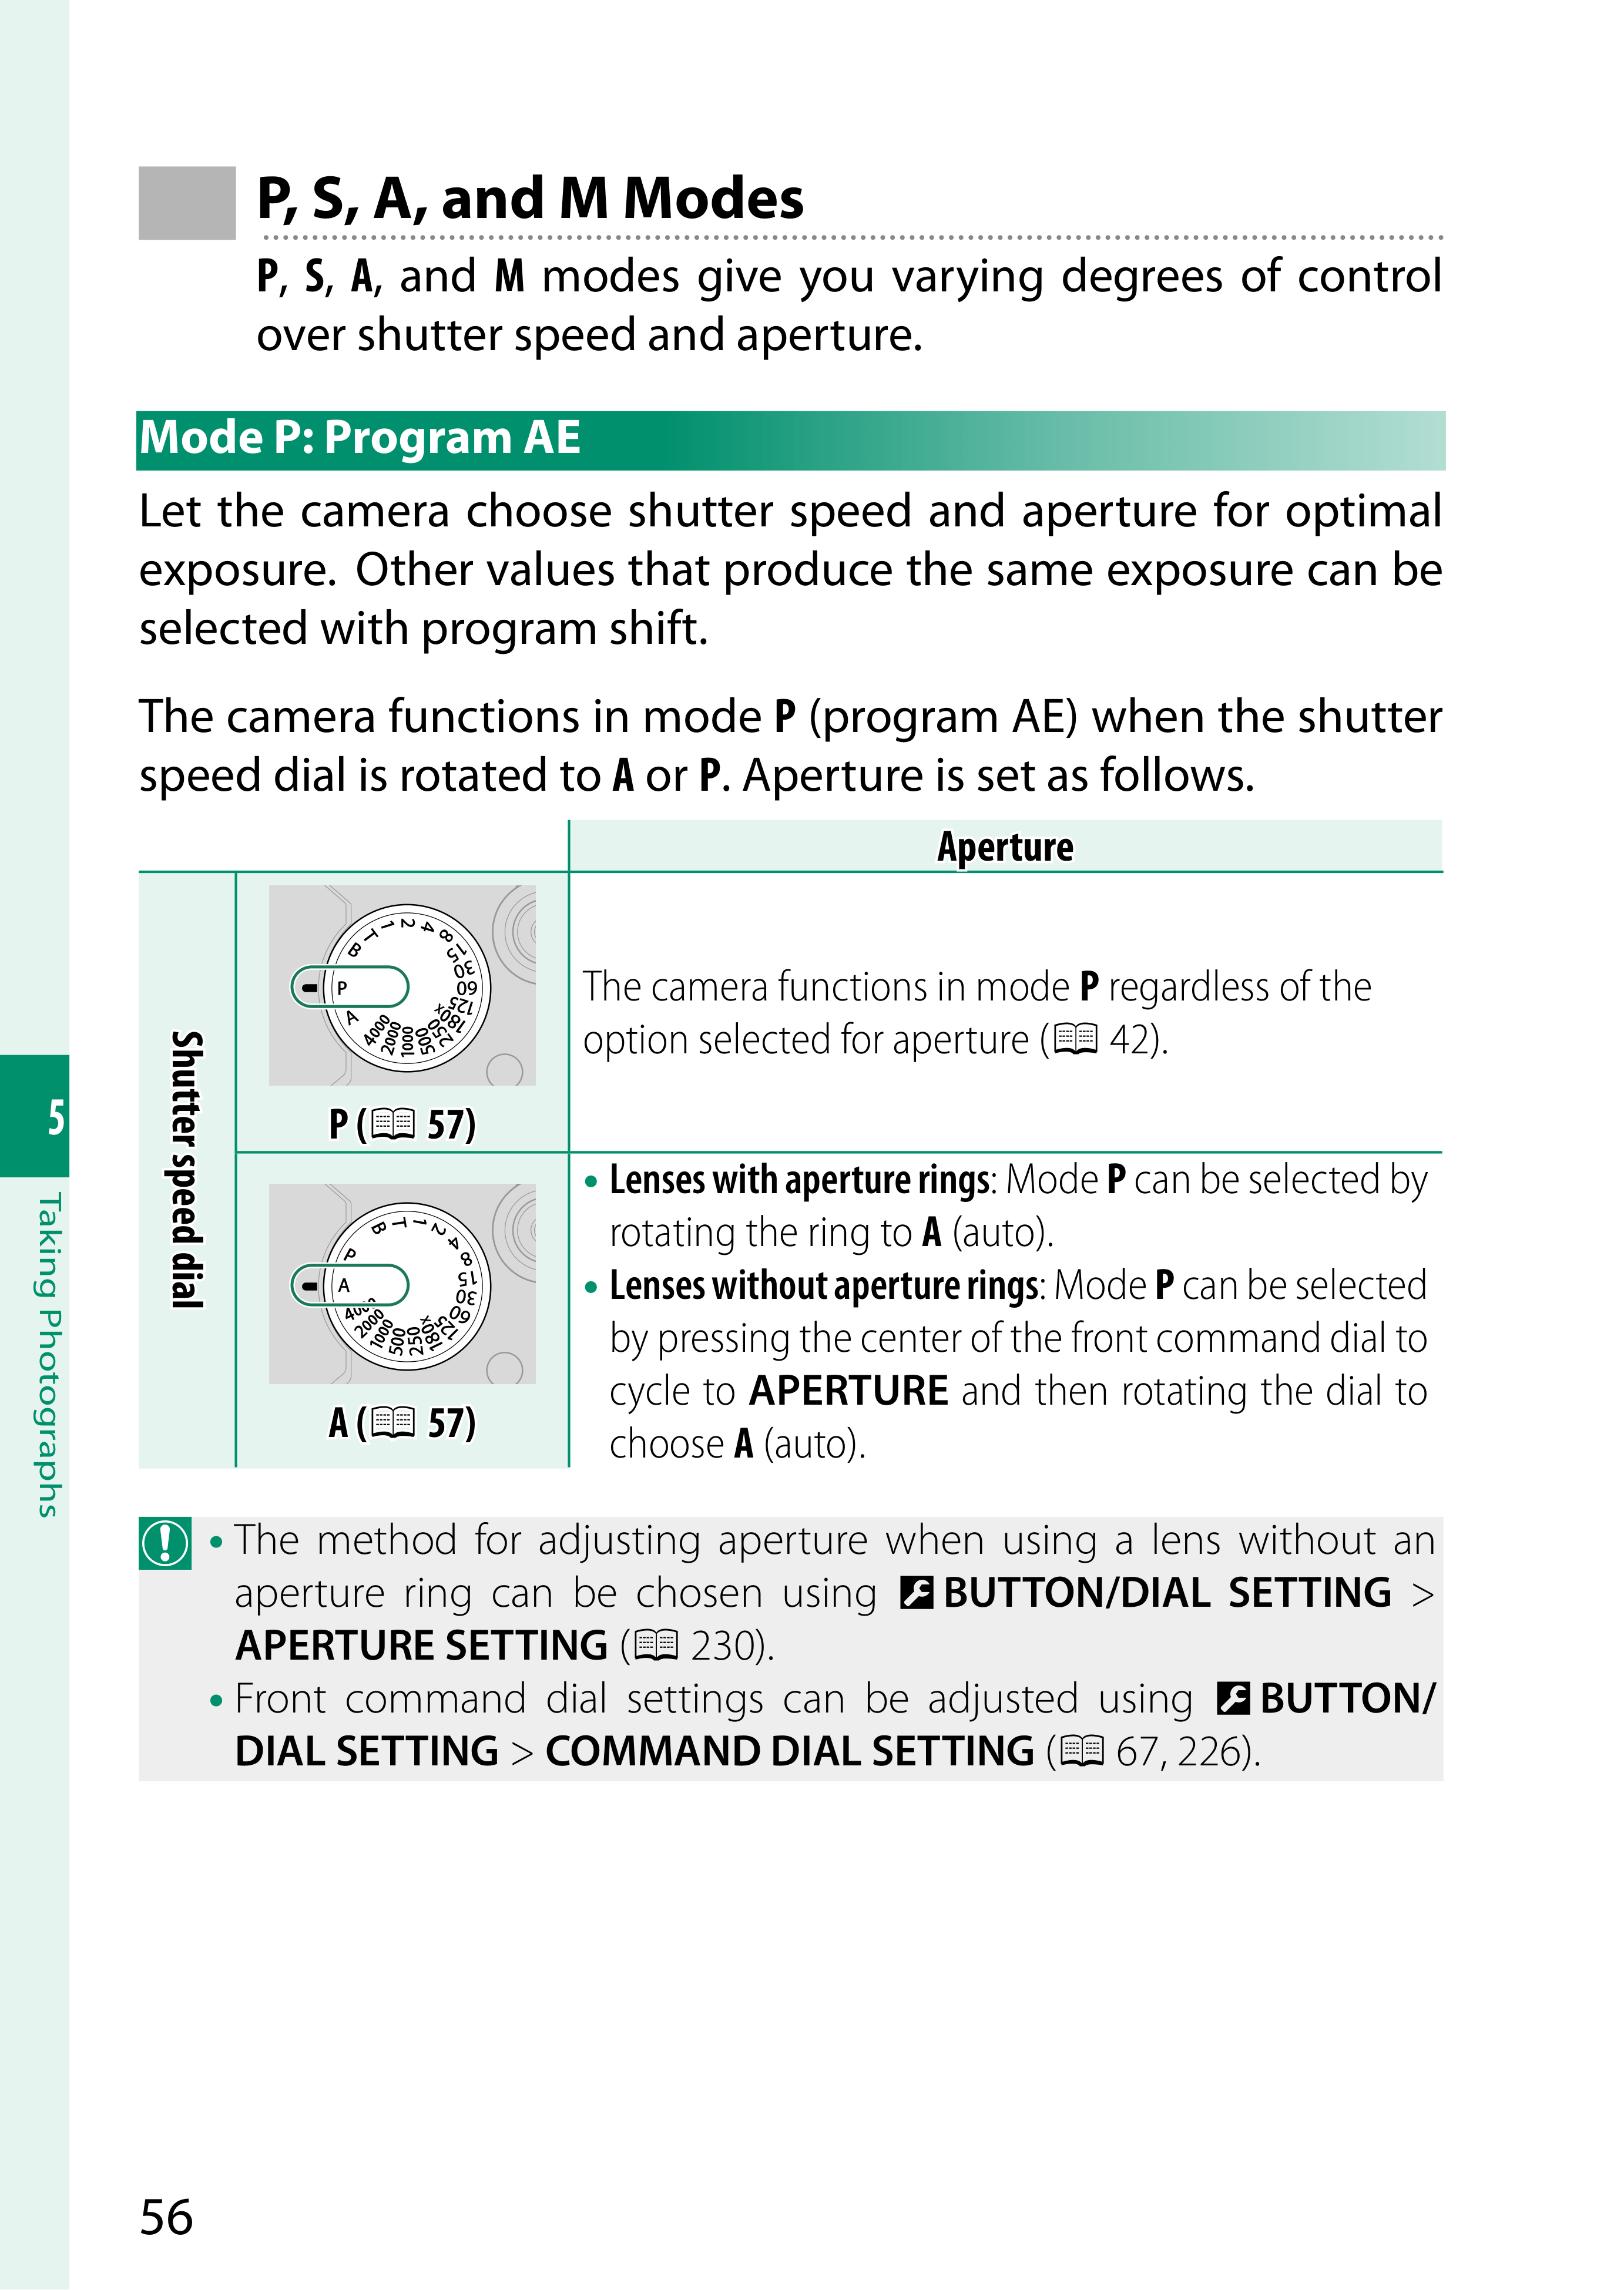 P, S, A, and M Modes
P, S, A, and M modes give you varying degrees of control
over shutter speed and aperture.
Mode P: Program AE
Let the camera choose shutter speed and aperture for optimal
exposure. Other values that produce the same exposure can be
selected with program shift.
The camera functions in mode P (program AE) when the shutter
speed dial is rotated to A or P. Aperture is set as follows.
Aperture
Shutter speed dial
A P B T 1 2 4 8 15 30 60 125 180x 250 500 1000 2000 4000
P ( 57)
The camera functions in mode P regardless of the
option selected for aperture ( 42).
A P B T 1 2 4 8 15 30 60 125 180x 250 500 1000 2000 4000
A ( 57)
• Lenses with aperture rings: Mode P can be selected by
rotating the ring to A (auto).
• Lenses without aperture rings: Mode P can be selected
by pressing the center of the front command dial to
cycle to APERTURE and then rotating the dial to
choose A (auto).
• The method for adjusting aperture when using a lens without an
aperture ring can be chosen using BUTTON/DIAL SETTING >
APERTURE SETTING ( 230).
• Front command dial settings can be adjusted using BUTTON/
DIAL SETTING > COMMAND DIAL SETTING ( 67, 226).
5
Taking Photographs
56